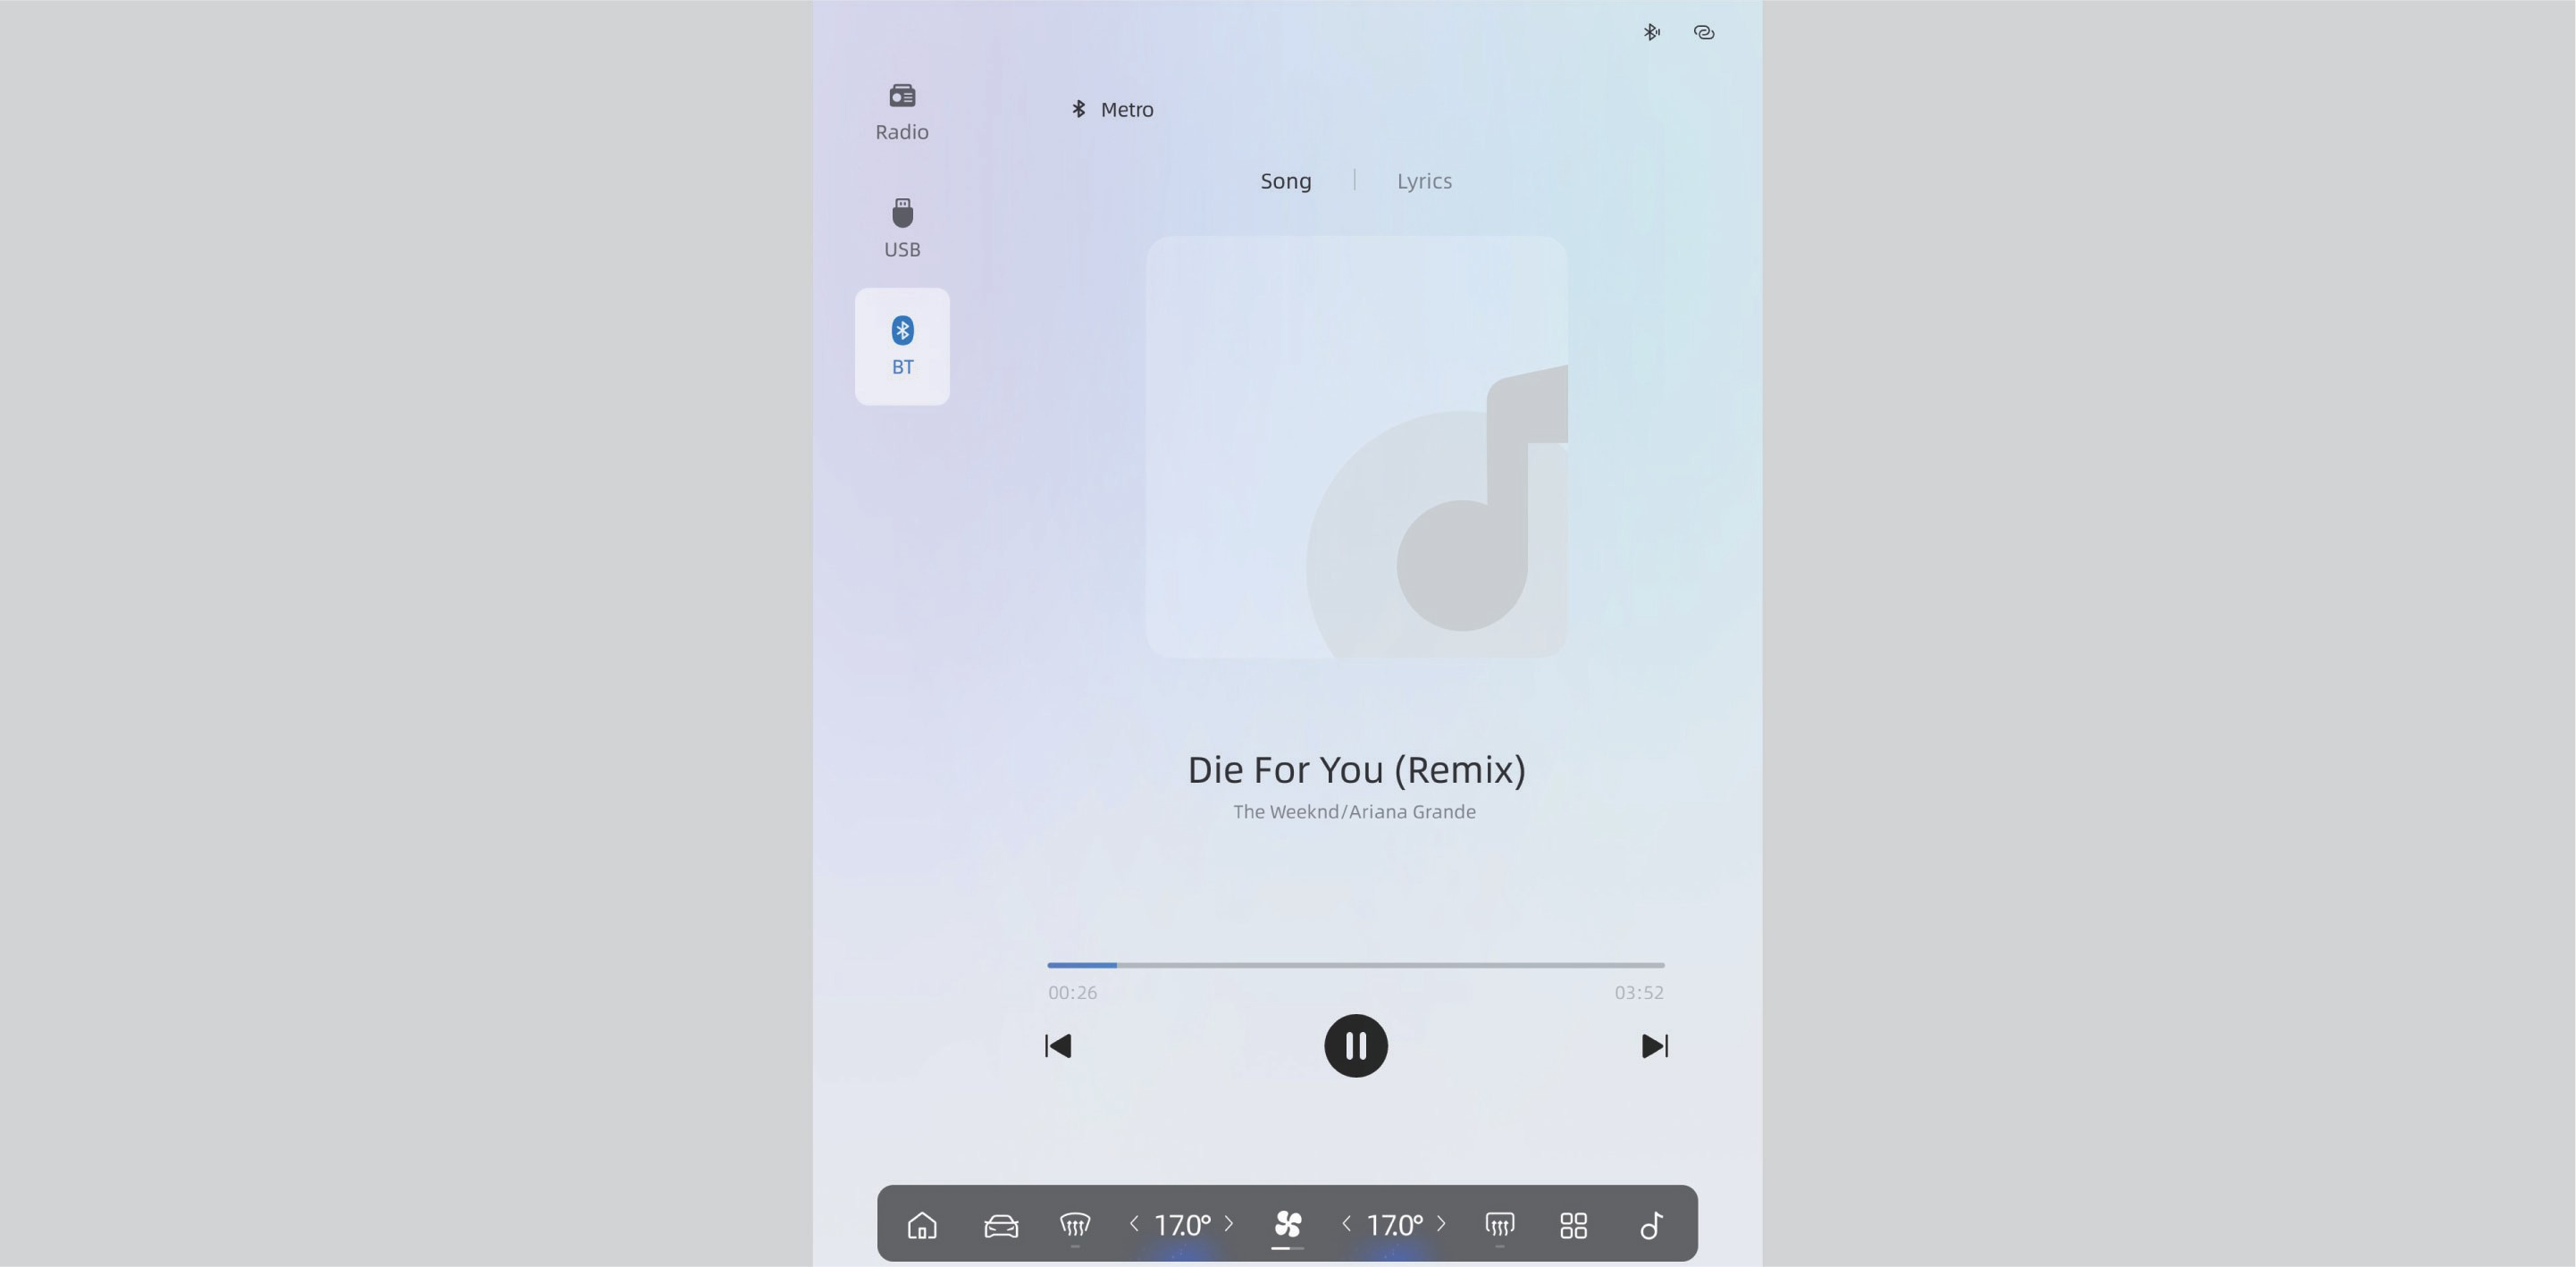 Radio
Metro
Song
Lyrics
USB
BT
Die For You (Remix)
The Weeknd/Ariana Grande
00:26
03:52
17.0°
17.0°